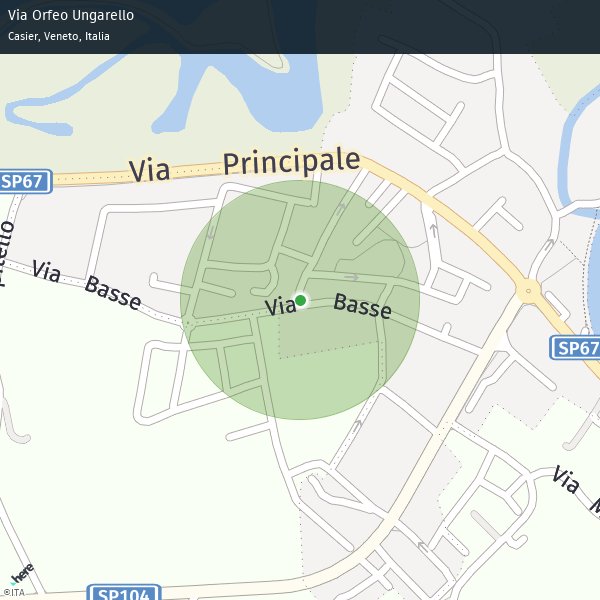 Via Orfeo Ungarello
Casier, Veneto, Italia
Via Principale
SP67
Via Basse
Via Basse
SP67
Via
SP104
here
©ITA